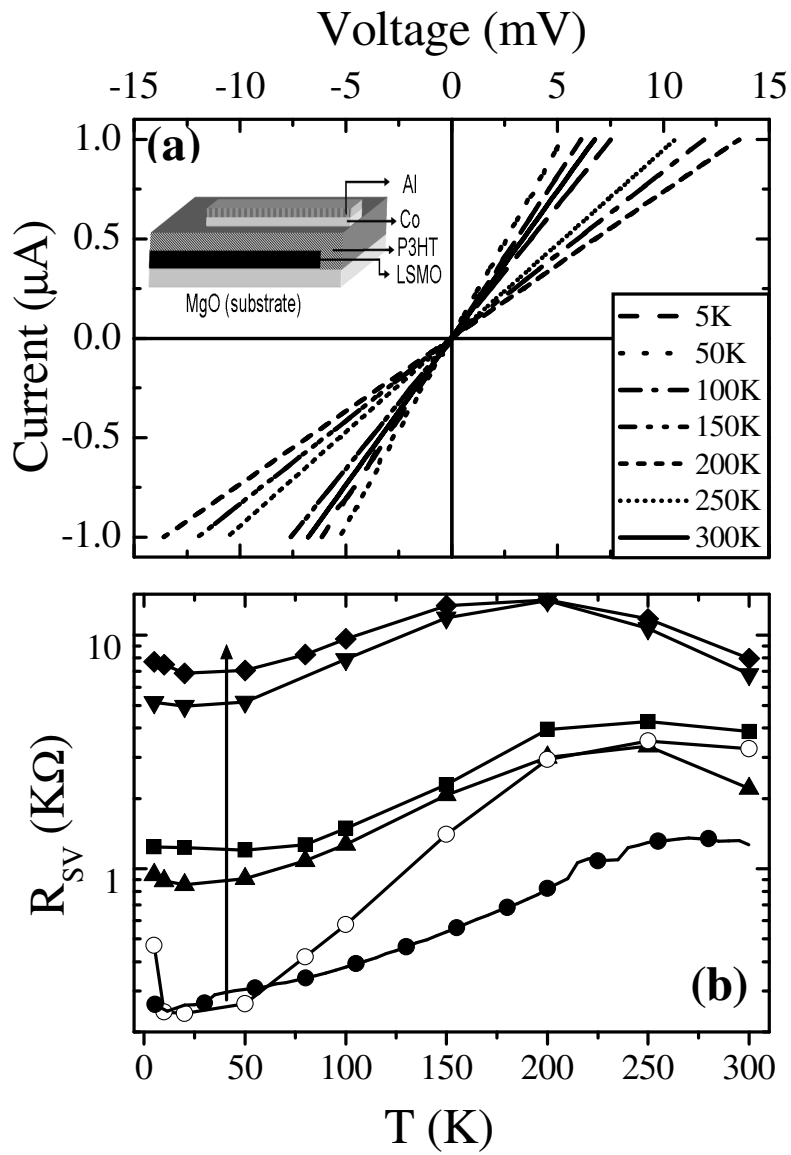 Voltage (mV)
-15 -10 -5 0 5 10 15
(a)
1.0
0.5
0.0
-0.5
-1.0
Current (μA)
Al
Co
P3HT
LSMO
MgO (substrate)
5K
50K
100K
150K
200K
250K
300K
10
1
R_SV (KΩ)
(b)
0 50 100 150 200 250 300
T (K)